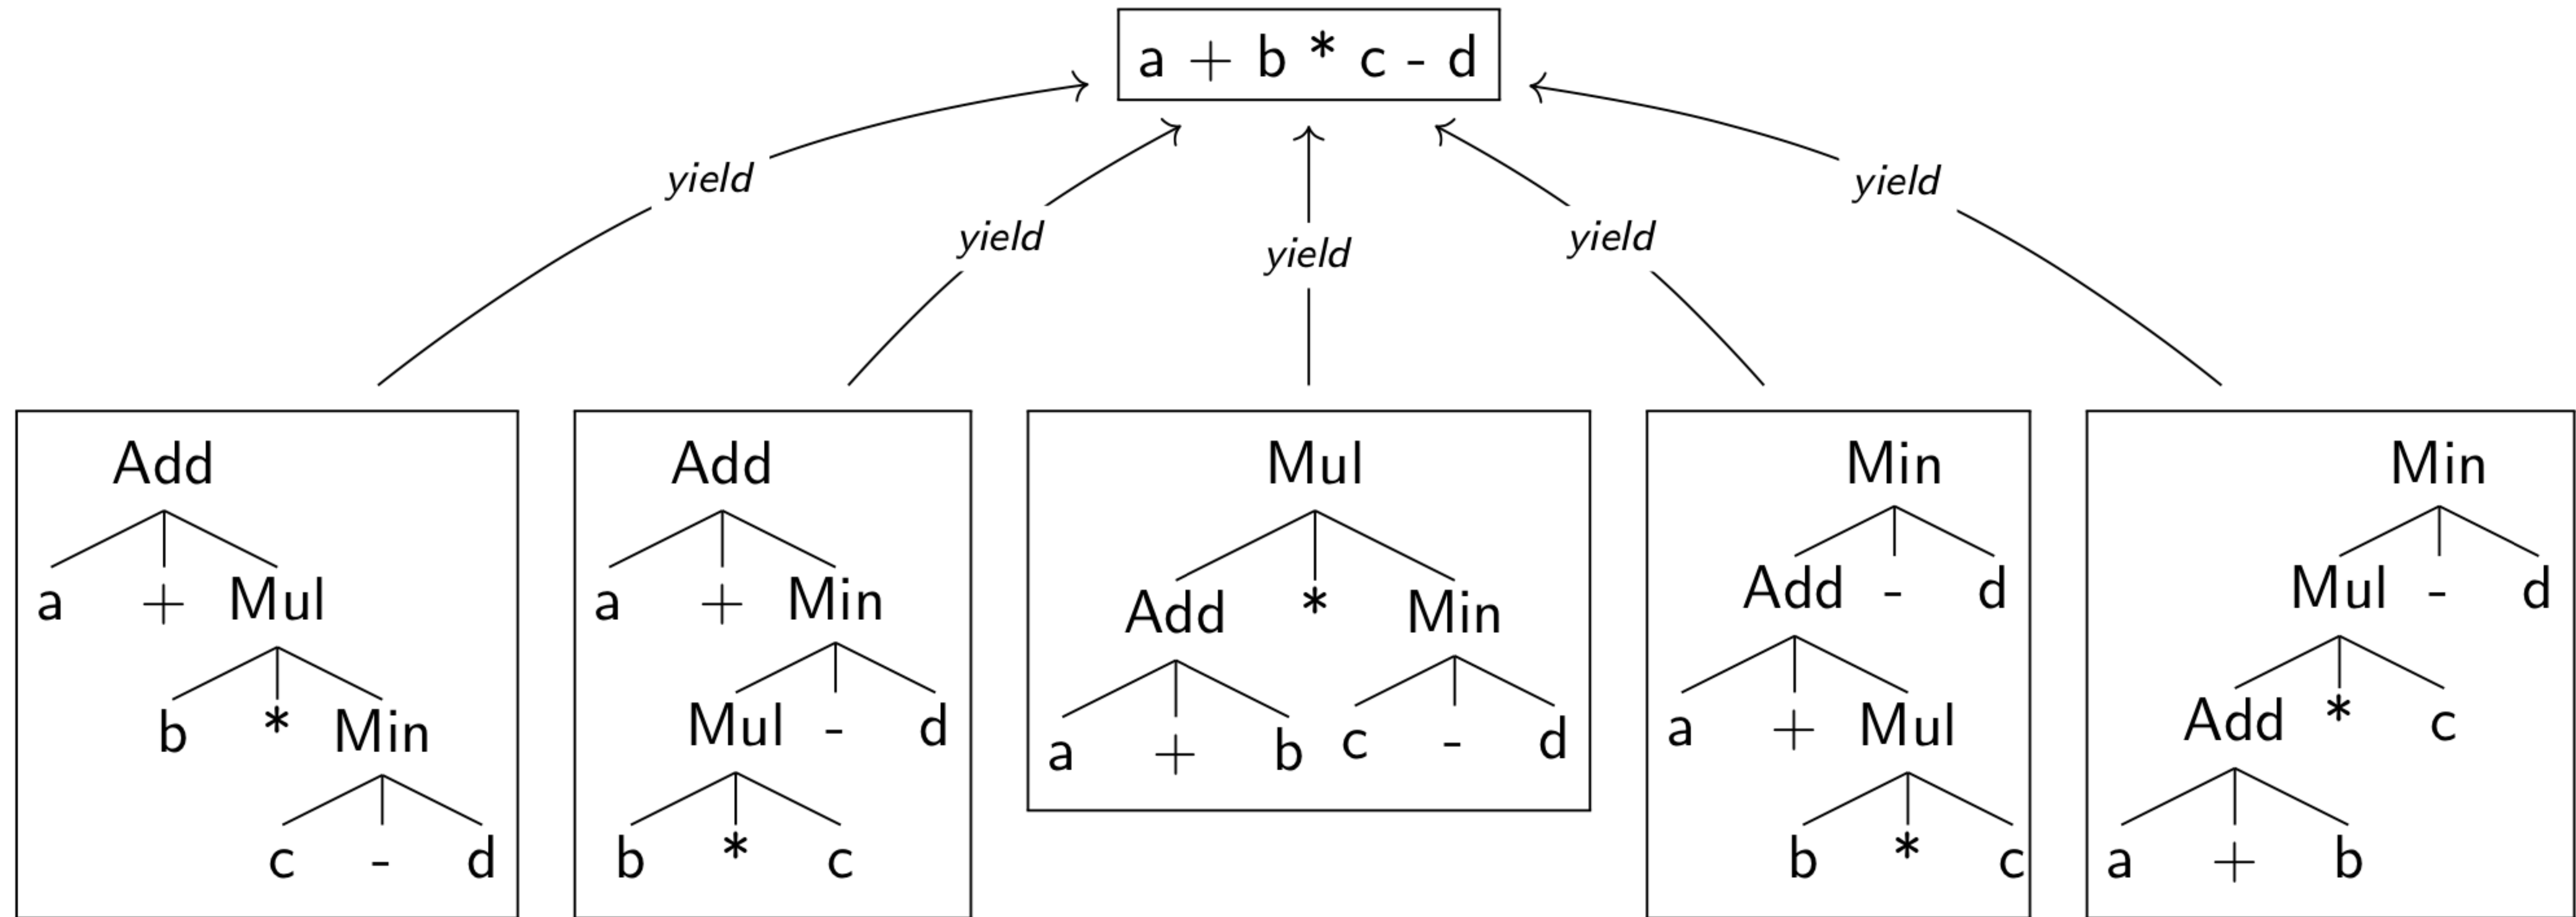 a + b * c - d
yield
yield
yield
yield
yield
Add
a + Mul
b * Min
c - d
Add
a + Min
Mul - d
b * c
Mul
Add * Min
a + b c - d
Min
Add - d
a + Mul
b * c
Min
Mul - d
Add * c
a + b